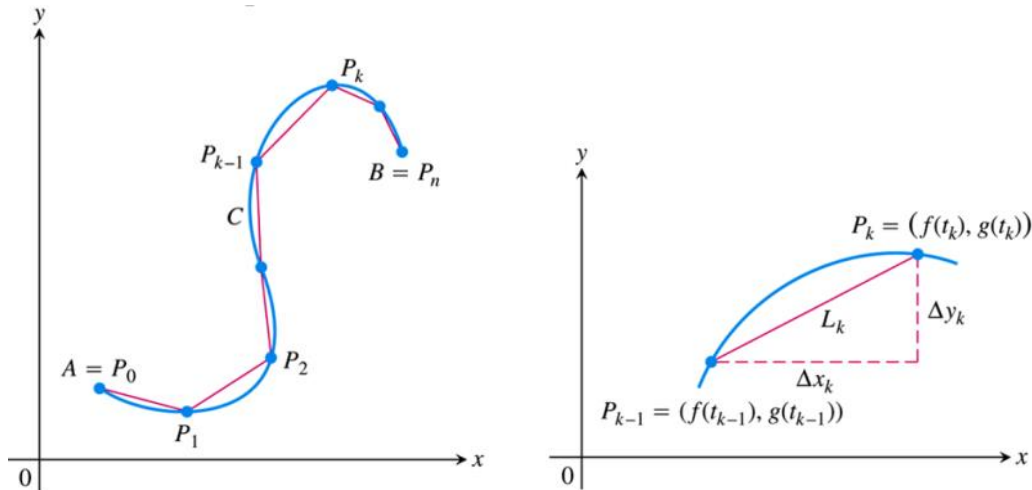 y
P_k
P_{k-1}
B = P_n
C
A = P_0
P_2
P_1
0
x
y
P_k = (f(t_k), g(t_k))
L_k
Δy_k
Δx_k
P_{k-1} = (f(t_{k-1}), g(t_{k-1}))
0
x